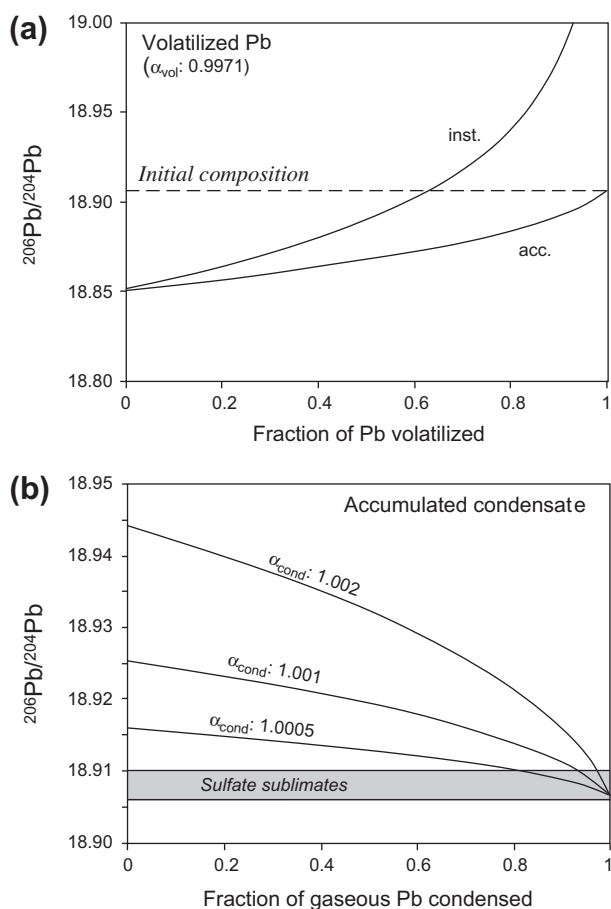 (a)
Volatilized Pb
(αvol: 0.9971)
inst.
Initial composition
acc.
19.00
18.95
18.90
18.85
18.80
206Pb/204Pb
0
0.2
0.4
0.6
0.8
1
Fraction of Pb volatilized
(b)
Accumulated condensate
αcond: 1.002
αcond: 1.001
αcond: 1.0005
Sulfate sublimates
18.95
18.94
18.93
18.92
18.91
18.90
206Pb/204Pb
0
0.2
0.4
0.6
0.8
1
Fraction of gaseous Pb condensed